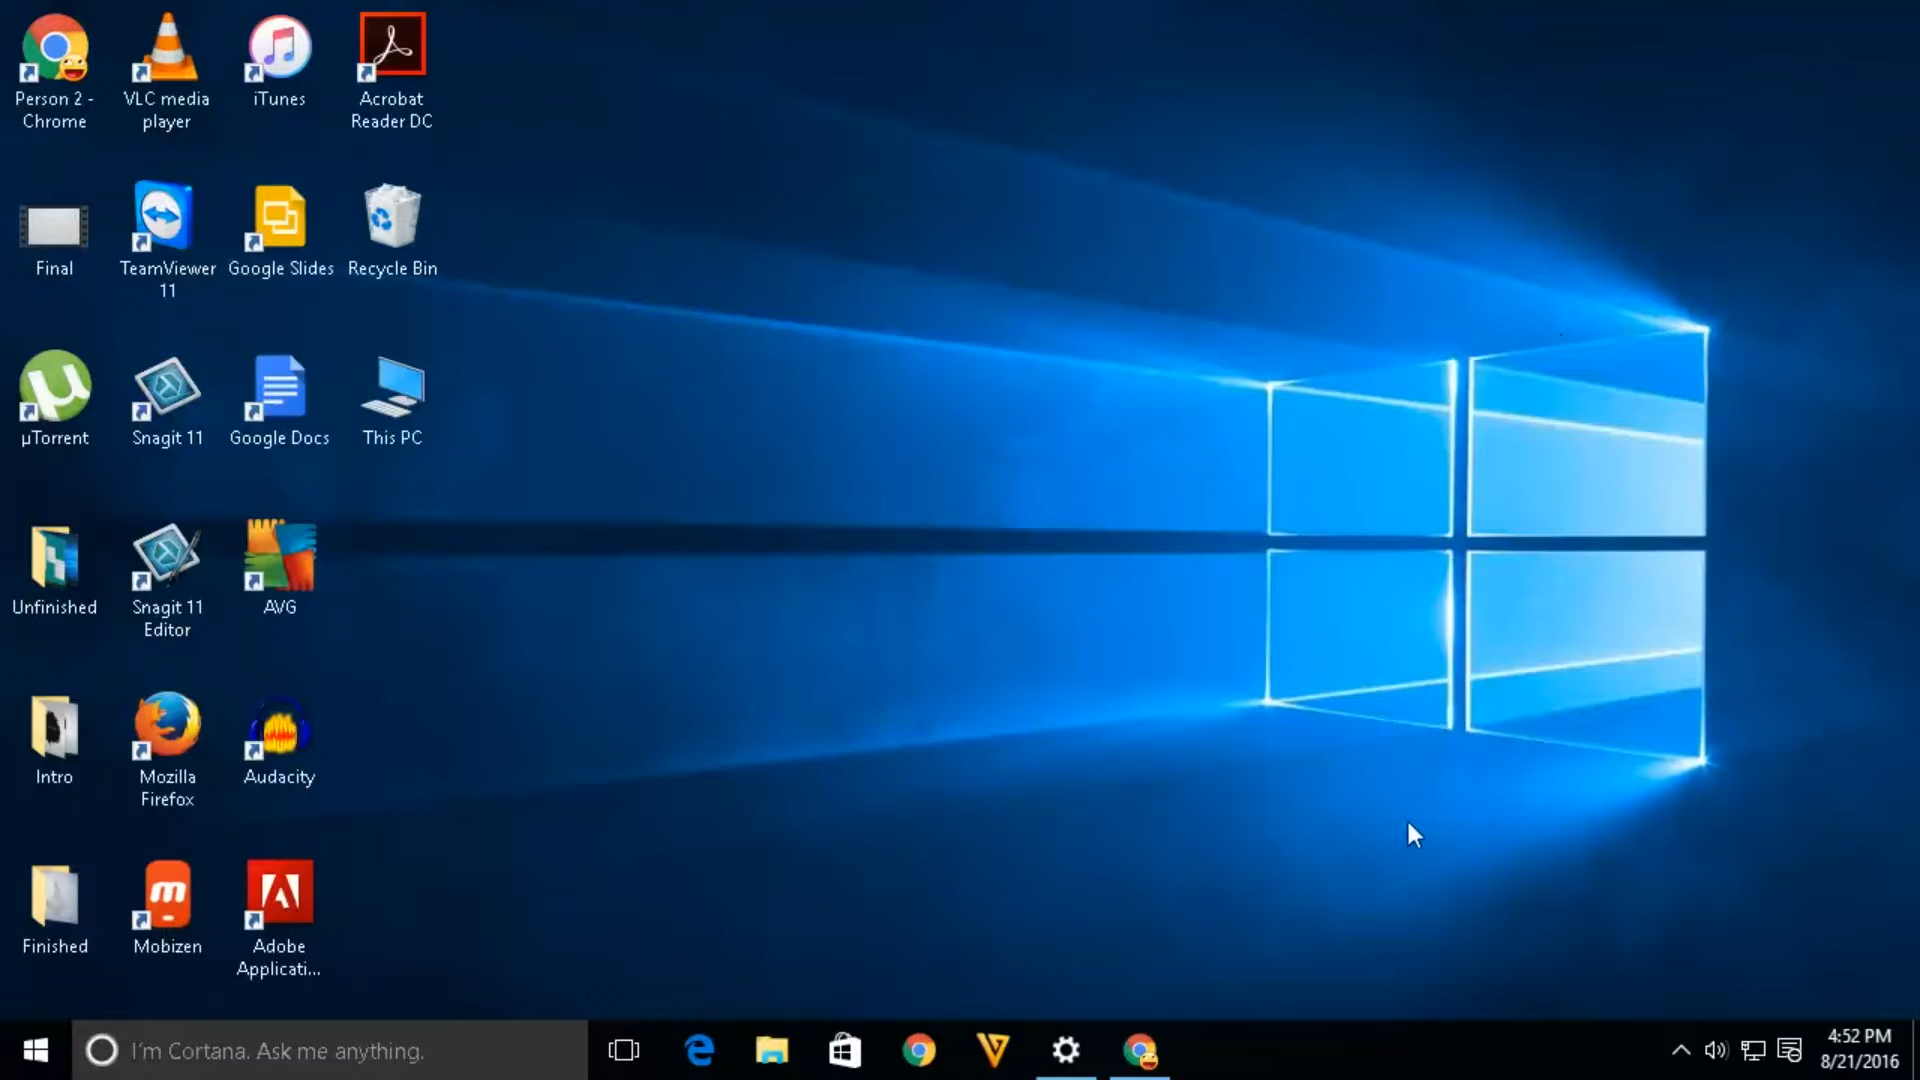 Person 2 -
Chrome
VLC media
player
iTunes
Acrobat
Reader DC
Final
TeamViewer
11
Google Slides
Recycle Bin
µTorrent
Snagit 11
Google Docs
This PC
Unfinished
Snagit 11
Editor
AVG
Intro
Mozilla
Firefox
Audacity
Finished
Mobizen
Adobe
Applicati...
I'm Cortana. Ask me anything.
4:52 PM
8/21/2016